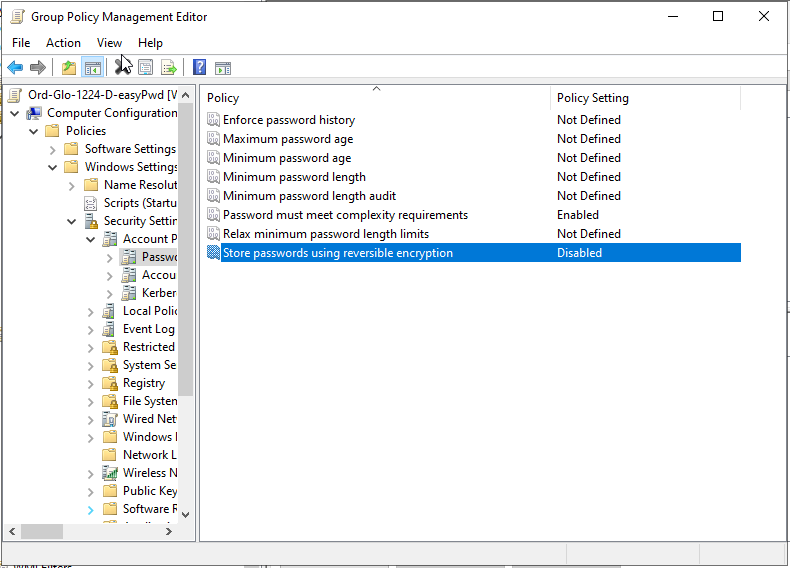 Group Policy Management Editor
File Action View Help
Ord-Glo-1224-D-easyPwd [V
Computer Configuration
Policies
Software Settings
Windows Settings
Name Resolut
Scripts (Startu
Security Settin
Account P
Passwo
Accou
Kerber
Local Polic
Event Log
Restricted
System Se
Registry
File System
Wired Net
Windows
Network L
Wireless N
Public Key
Software R
Policy Policy Setting
Enforce password history Not Defined
Maximum password age Not Defined
Minimum password age Not Defined
Minimum password length Not Defined
Minimum password length audit Not Defined
Password must meet complexity requirements Enabled
Relax minimum password length limits Not Defined
Store passwords using reversible encryption Disabled